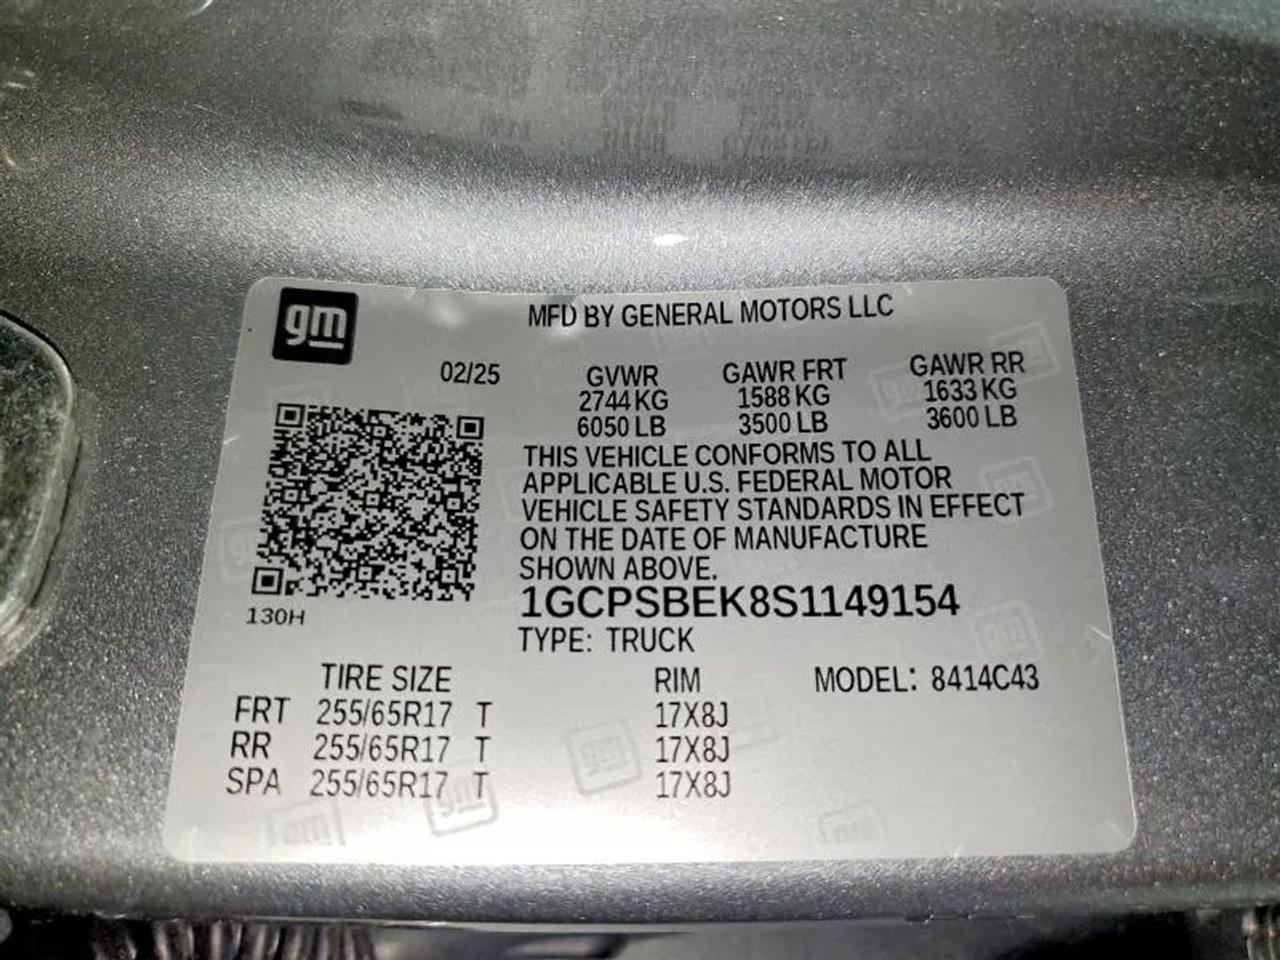 gm
MFD BY GENERAL MOTORS LLC
02/25
GVWR GAWR FRT GAWR RR
2744 KG 1588 KG 1633 KG
6050 LB 3500 LB 3600 LB
THIS VEHICLE CONFORMS TO ALL
APPLICABLE U.S. FEDERAL MOTOR
VEHICLE SAFETY STANDARDS IN EFFECT
ON THE DATE OF MANUFACTURE
SHOWN ABOVE.
130H
1GCPSBEK8S1149154
TYPE: TRUCK
TIRE SIZE RIM MODEL: 8414C43
FRT 255/65R17 T 17X8J
RR 255/65R17 T 17X8J
SPA 255/65R17 T 17X8J